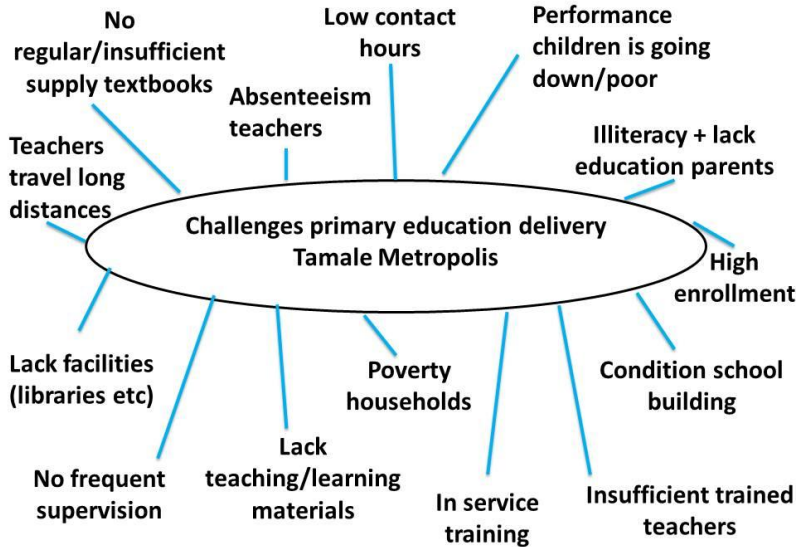 No
regular/insufficient
supply textbooks
Low contact
hours
Performance
children is going
down/poor
Absenteeism
teachers
Illiteracy + lack
education parents
Teachers
travel long
distances
Challenges primary education delivery
Tamale Metropolis
High
enrollment
Lack facilities
(libraries etc)
Poverty
households
Condition school
building
No frequent
supervision
Lack
teaching/learning
materials
In service
training
Insufficient trained
teachers